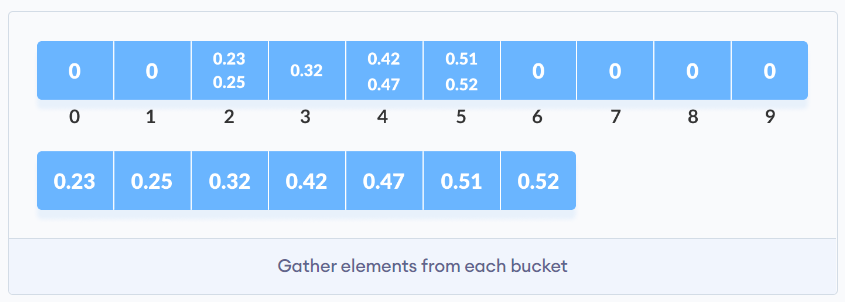 0 0 0.23 0.32 0.42 0.51 0 0 0 0
0.25 0.47 0.52
0 1 2 3 4 5 6 7 8 9
0.23 0.25 0.32 0.42 0.47 0.51 0.52
Gather elements from each bucket